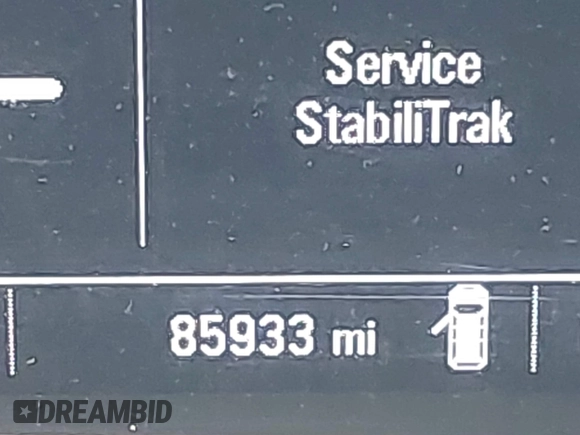 Service
StabiliTrak
85933 mi
DREAMBID